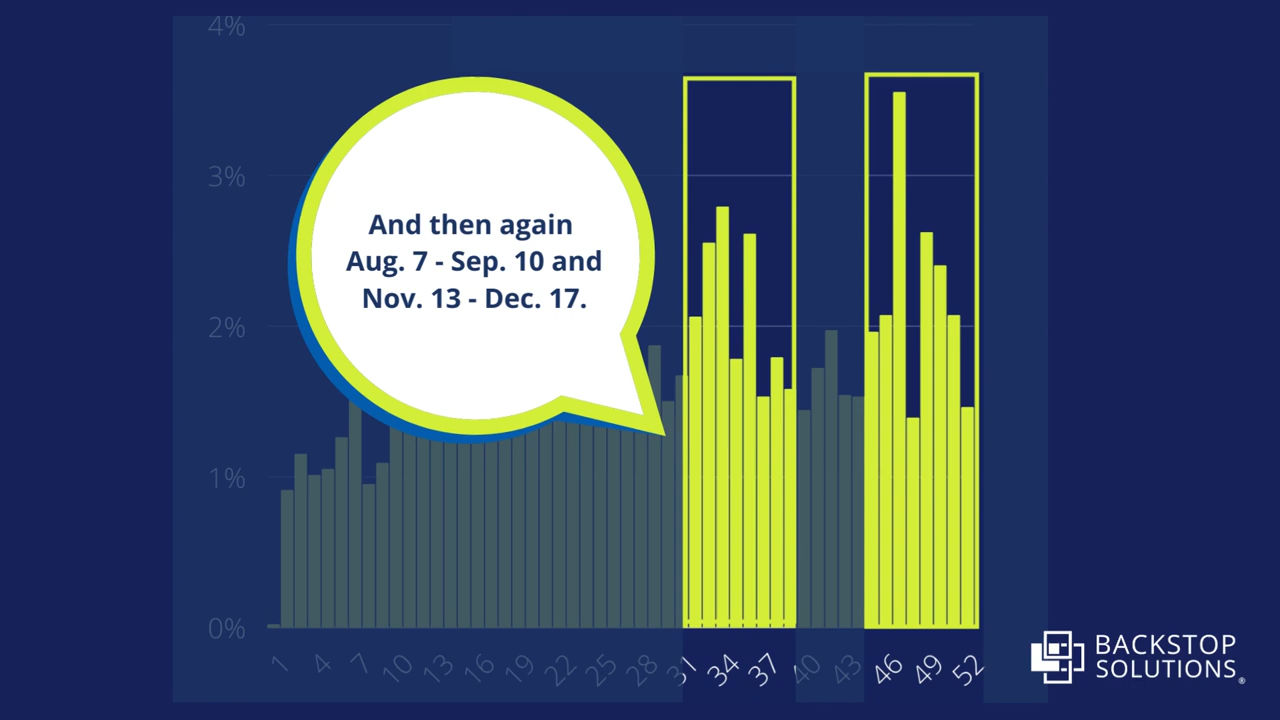 4%
3%
2%
1%
0%
And then again
Aug. 7 - Sep. 10 and
Nov. 13 - Dec. 17.
1 4 7 10 13 16 19 22 25 28 31 34 37 40 43 46 49 52
BACKSTOP
SOLUTIONS®